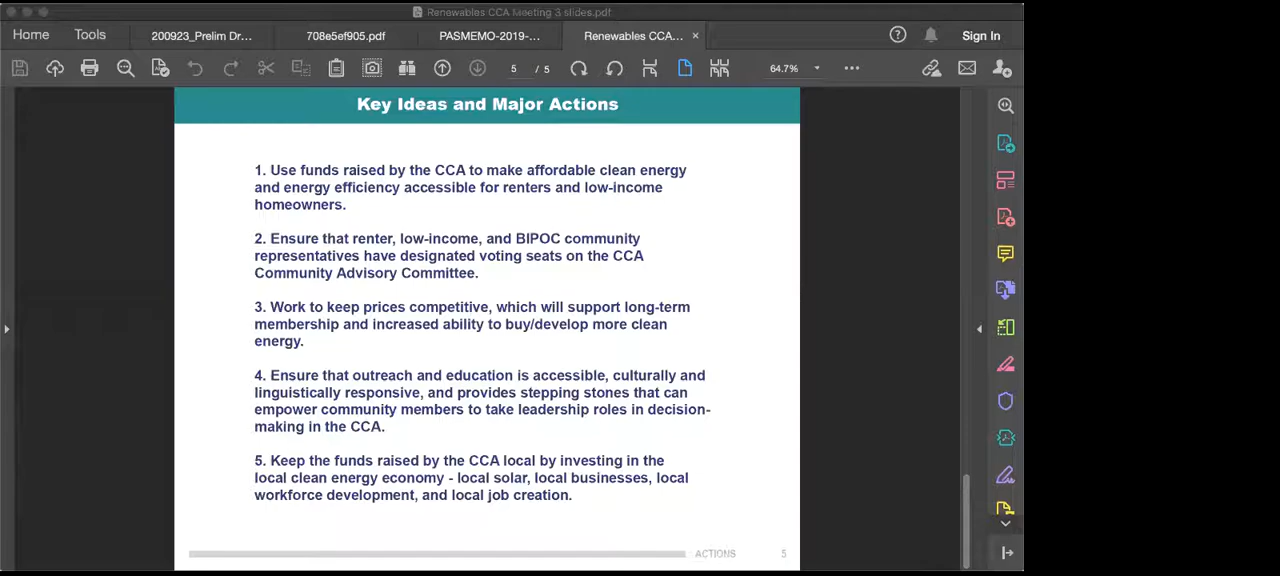 Renewables CCA Meeting 3 slides.pdf
Home Tools 200923_Prelim Dr... 708e5ef905.pdf PASMEMO-2019-... Renewables CCA... × Sign In
5 / 5 64.7%
Key Ideas and Major Actions
1. Use funds raised by the CCA to make affordable clean energy
and energy efficiency accessible for renters and low-income
homeowners.
2. Ensure that renter, low-income, and BIPOC community
representatives have designated voting seats on the CCA
Community Advisory Committee.
3. Work to keep prices competitive, which will support long-term
membership and increased ability to buy/develop more clean
energy.
4. Ensure that outreach and education is accessible, culturally and
linguistically responsive, and provides stepping stones that can
empower community members to take leadership roles in decision-
making in the CCA.
5. Keep the funds raised by the CCA local by investing in the
local clean energy economy - local solar, local businesses, local
workforce development, and local job creation.
ACTIONS 5